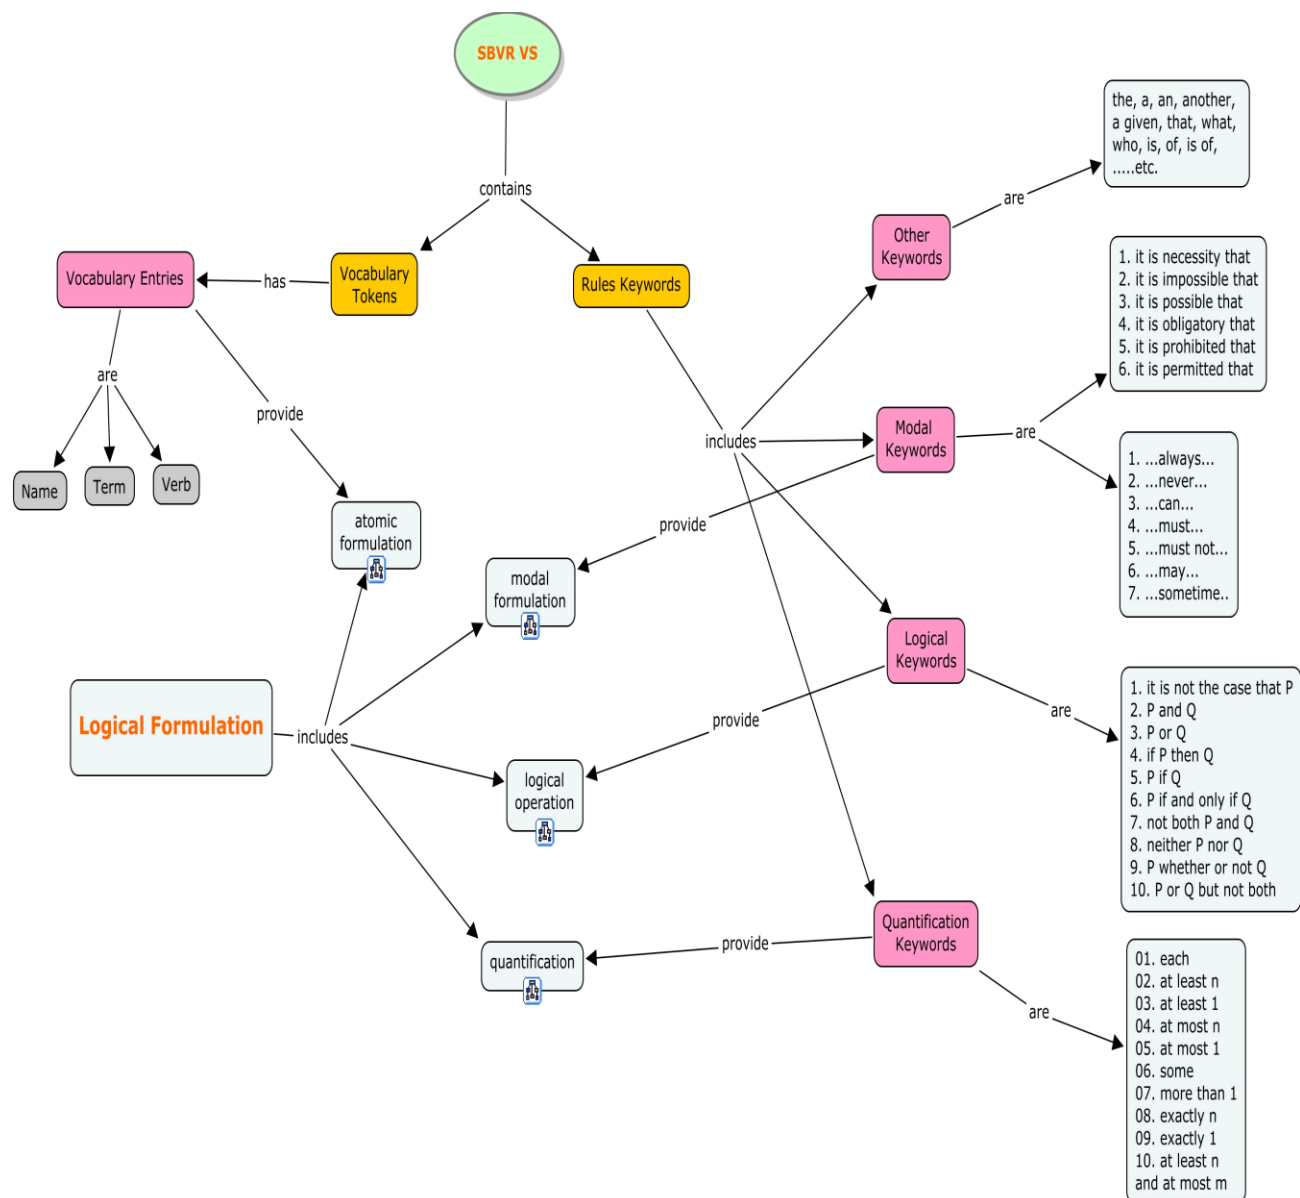 SBVR VS
contains
the, a, an, another,
a given, that, what,
who, is, of, is of,
.....etc.
are
Other
Keywords
Vocabulary Entries
has
Vocabulary
Tokens
Rules Keywords
1. it is necessity that
2. it is impossible that
3. it is possible that
4. it is obligatory that
5. it is prohibited that
6. it is permitted that
are
provide
includes
Modal
Keywords
are
1. ...always...
2. ...never...
3. ...can...
4. ...must...
5. ...must not...
6. ...may...
7. ...sometime..
Name
Term
Verb
atomic
formulation
provide
modal
formulation
Logical
Keywords
Logical Formulation
includes
provide
are
1. it is not the case that P
2. P and Q
3. P or Q
4. if P then Q
5. P if Q
6. P if and only if Q
7. not both P and Q
8. neither P nor Q
9. P whether or not Q
10. P or Q but not both
logical
operation
quantification
provide
Quantification
Keywords
are
01. each
02. at least n
03. at least 1
04. at most n
05. at most 1
06. some
07. more than 1
08. exactly n
09. exactly 1
10. at least n
and at most m